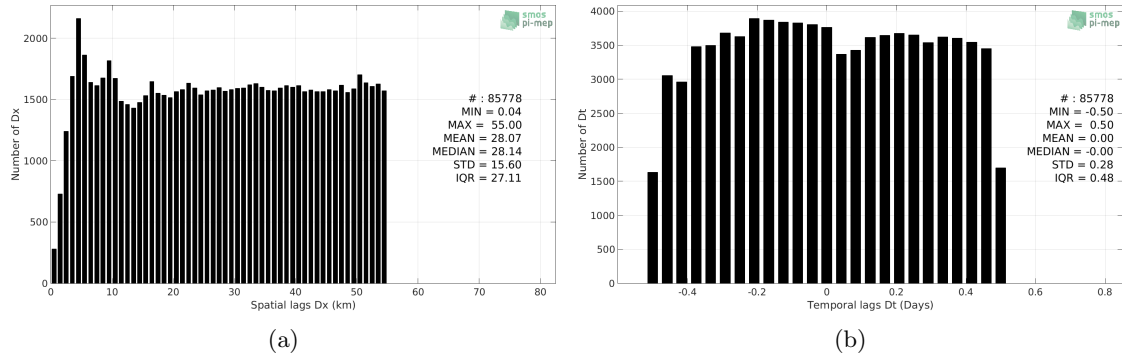 smos
pi-mep
2000
1500
1000
500
0
Number of Dx
# : 85778
MIN = 0.04
MAX = 55.00
MEAN = 28.07
MEDIAN = 28.14
STD = 15.60
IQR = 27.11
0 10 20 30 40 50 60 70 80
Spatial lags Dx (km)
(a)
smos
pi-mep
4000
3500
3000
2500
2000
1500
1000
500
0
Number of Dt
# : 85778
MIN = -0.50
MAX = 0.50
MEAN = 0.00
MEDIAN = -0.00
STD = 0.28
IQR = 0.48
-0.4 -0.2 0 0.2 0.4 0.6 0.8
Temporal lags Dt (Days)
(b)